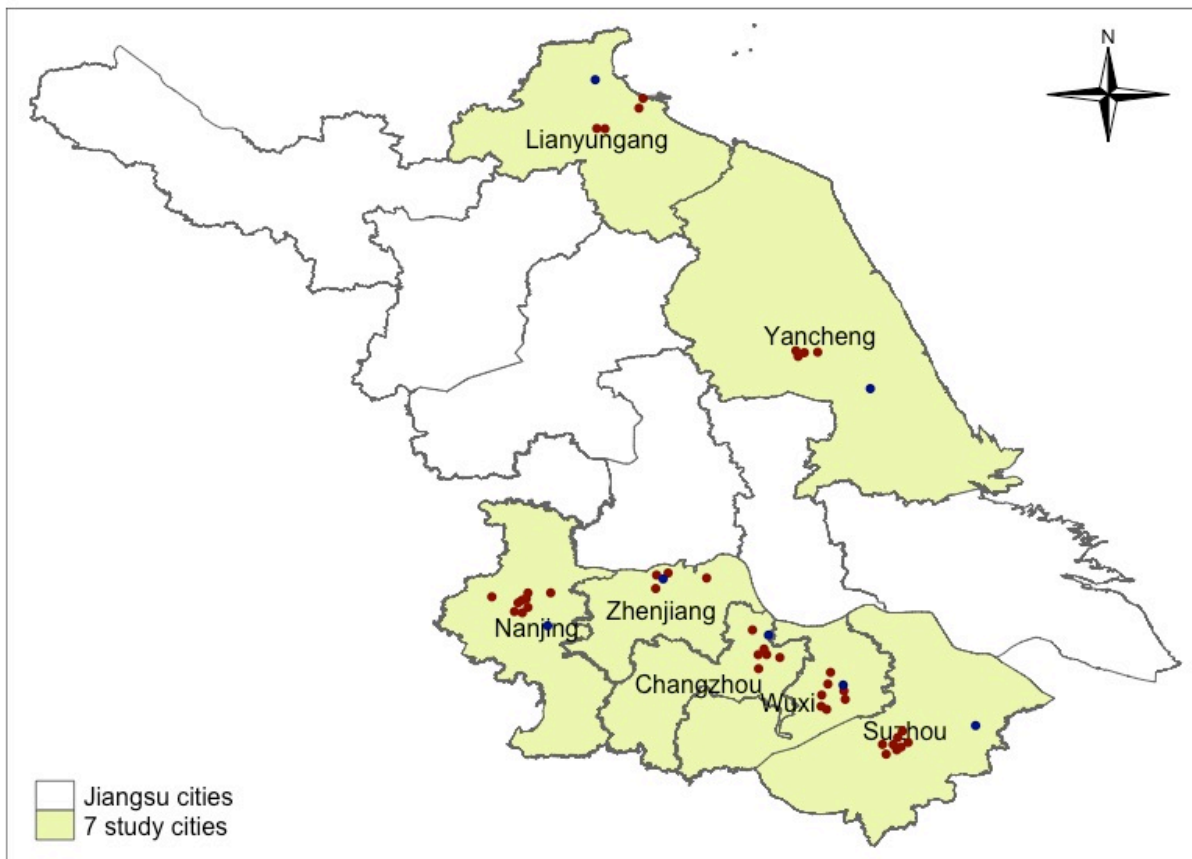 N
Lianyungang
Yancheng
Zhenjiang
Nanjing
Changzhou
Wuxi
Suzhou
Jiangsu cities
7 study cities